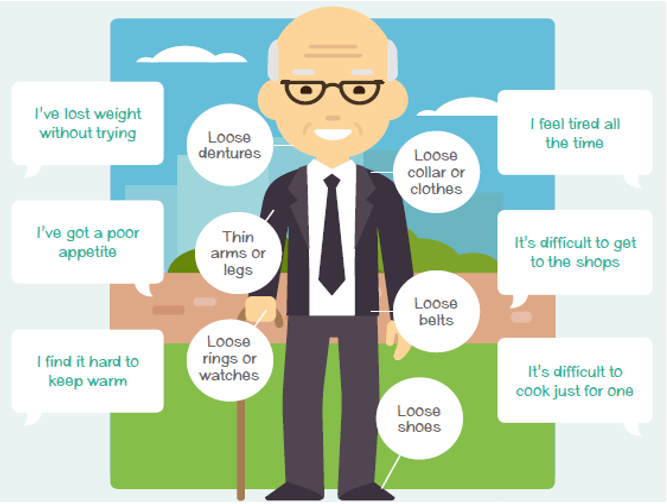 I've lost weight
without trying
I've got a poor
appetite
I find it hard to
keep warm
Loose
dentures
Thin
arms or
legs
Loose
rings or
watches
Loose
collar or
clothes
Loose
belts
Loose
shoes
I feel tired all
the time
It's difficult to get
to the shops
It's difficult to
cook just for one